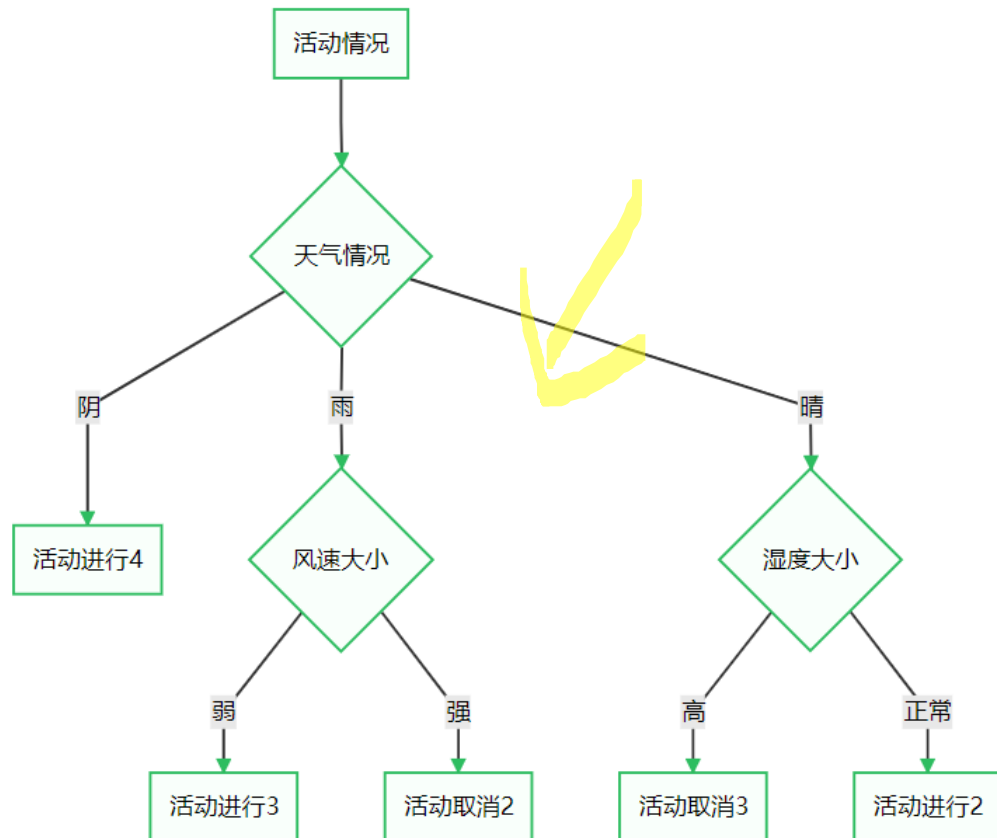 活动情况
天气情况
阴
雨
晴
活动进行4
风速大小
湿度大小
弱
强
高
正常
活动进行3
活动取消2
活动取消3
活动进行2